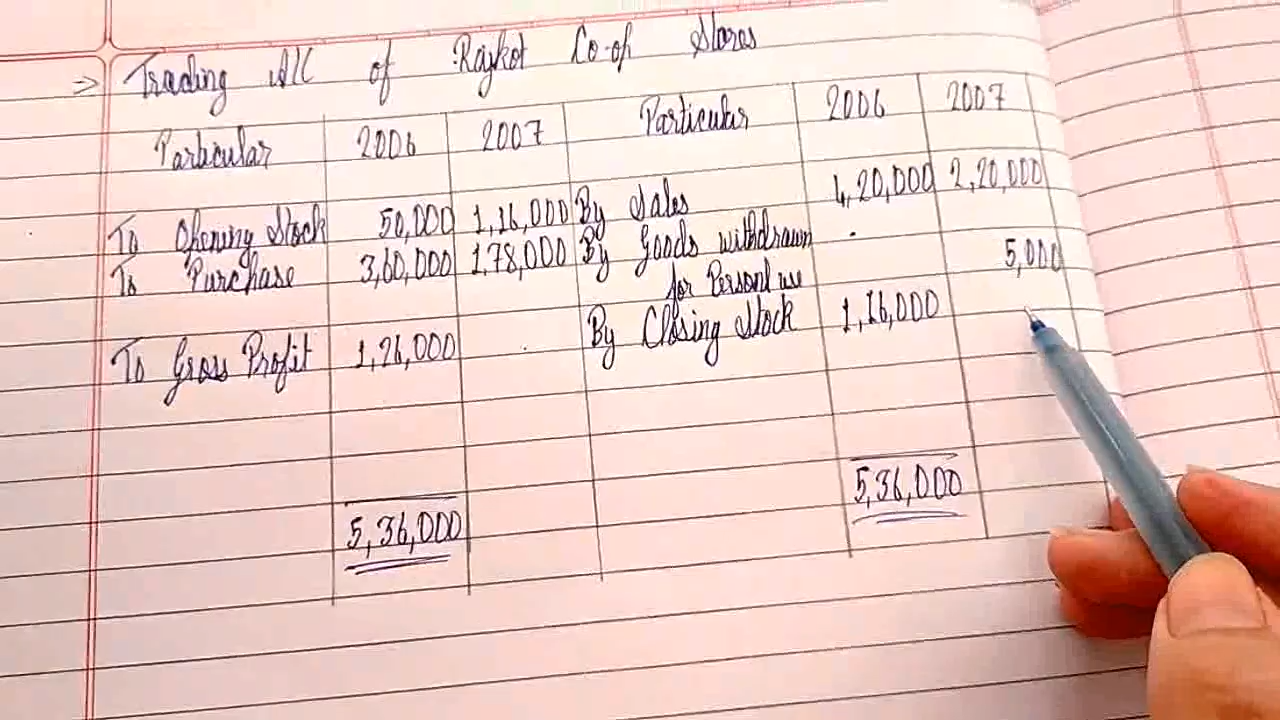 ⇒ Trading A/c of Rajkot Co-op Stores
Particular 2006 2007 Particular 2006 2007
To Opening Stock 50,000 1,16,000 By Sales 4,20,000 2,20,000
To Purchase 3,60,000 1,78,000 By Goods withdrawn
for Personl use 5,000
To Gross Profit 1,26,000 By Closing Stock 1,16,000
5,36,000 5,36,000